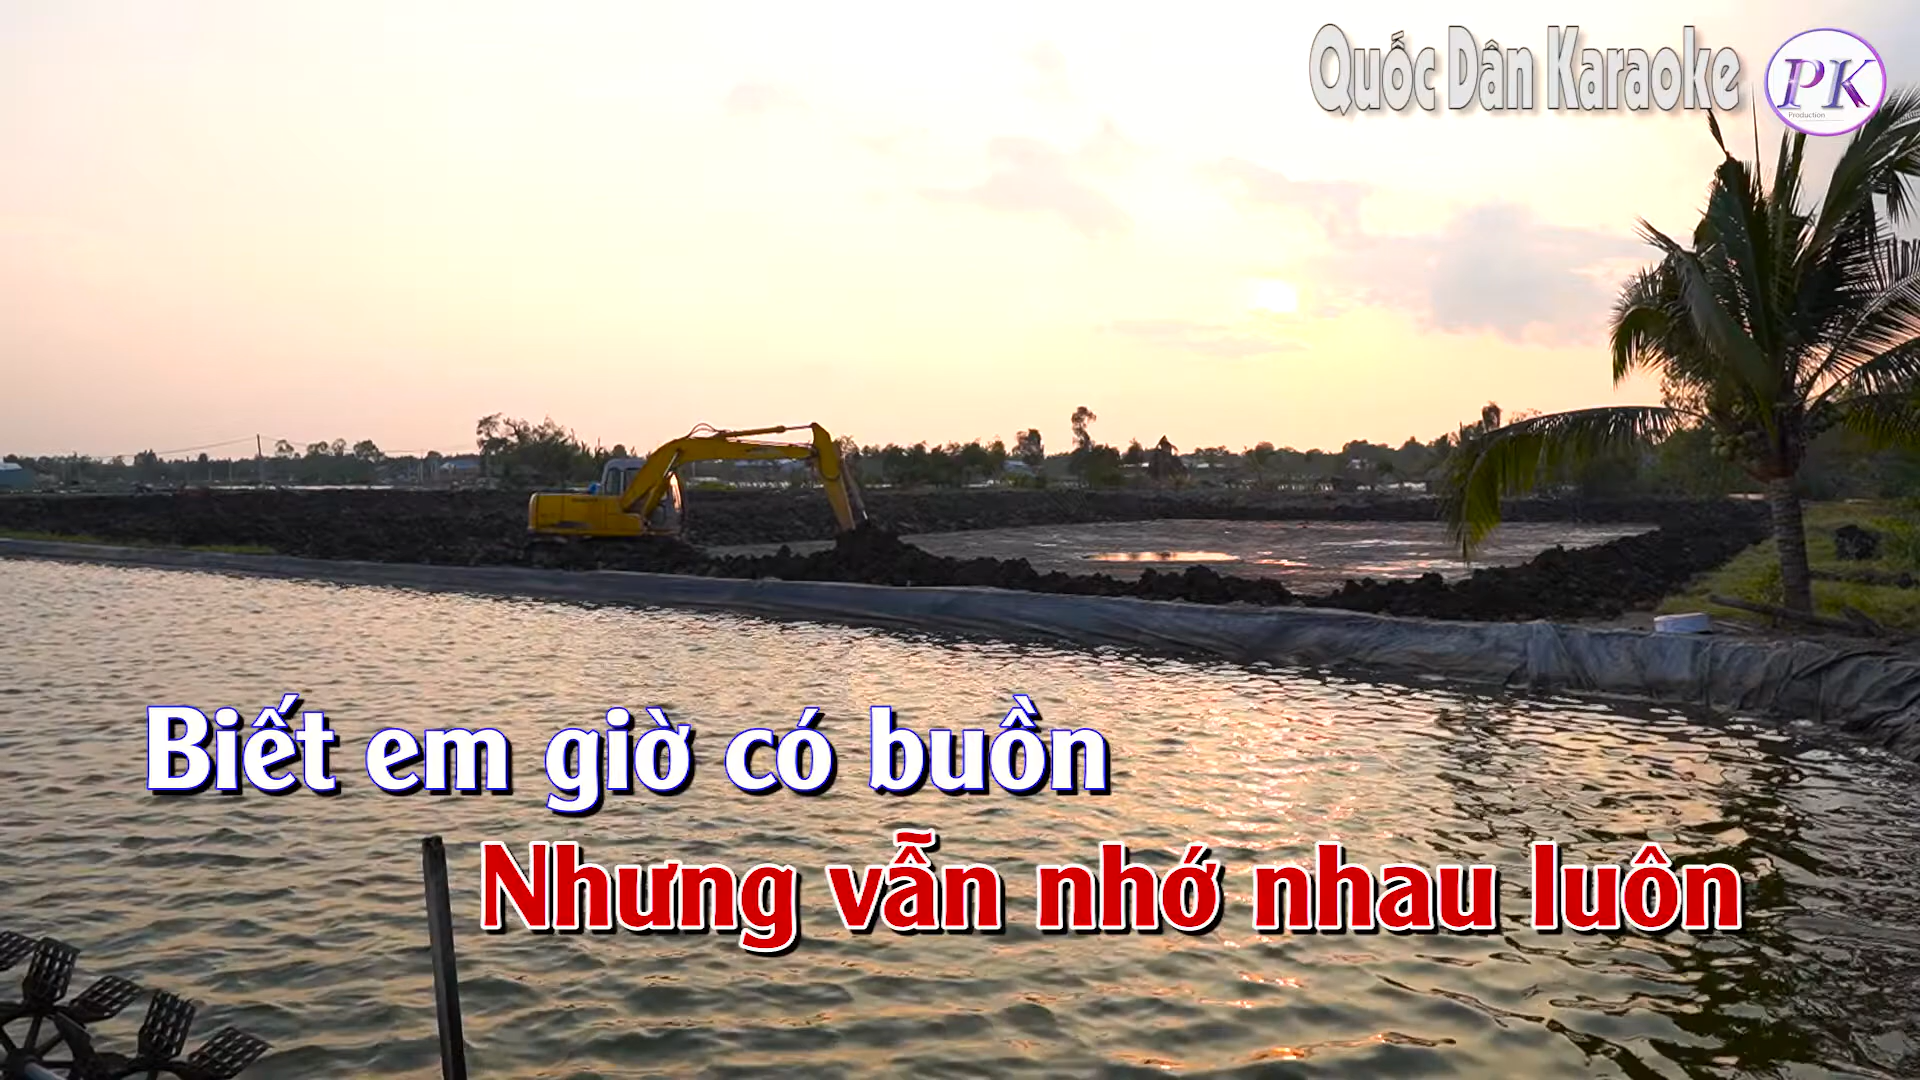 Quốc Dân Karaoke
PK
Production
Biết em giờ có buồn
Nhưng vẫn nhớ nhau luôn